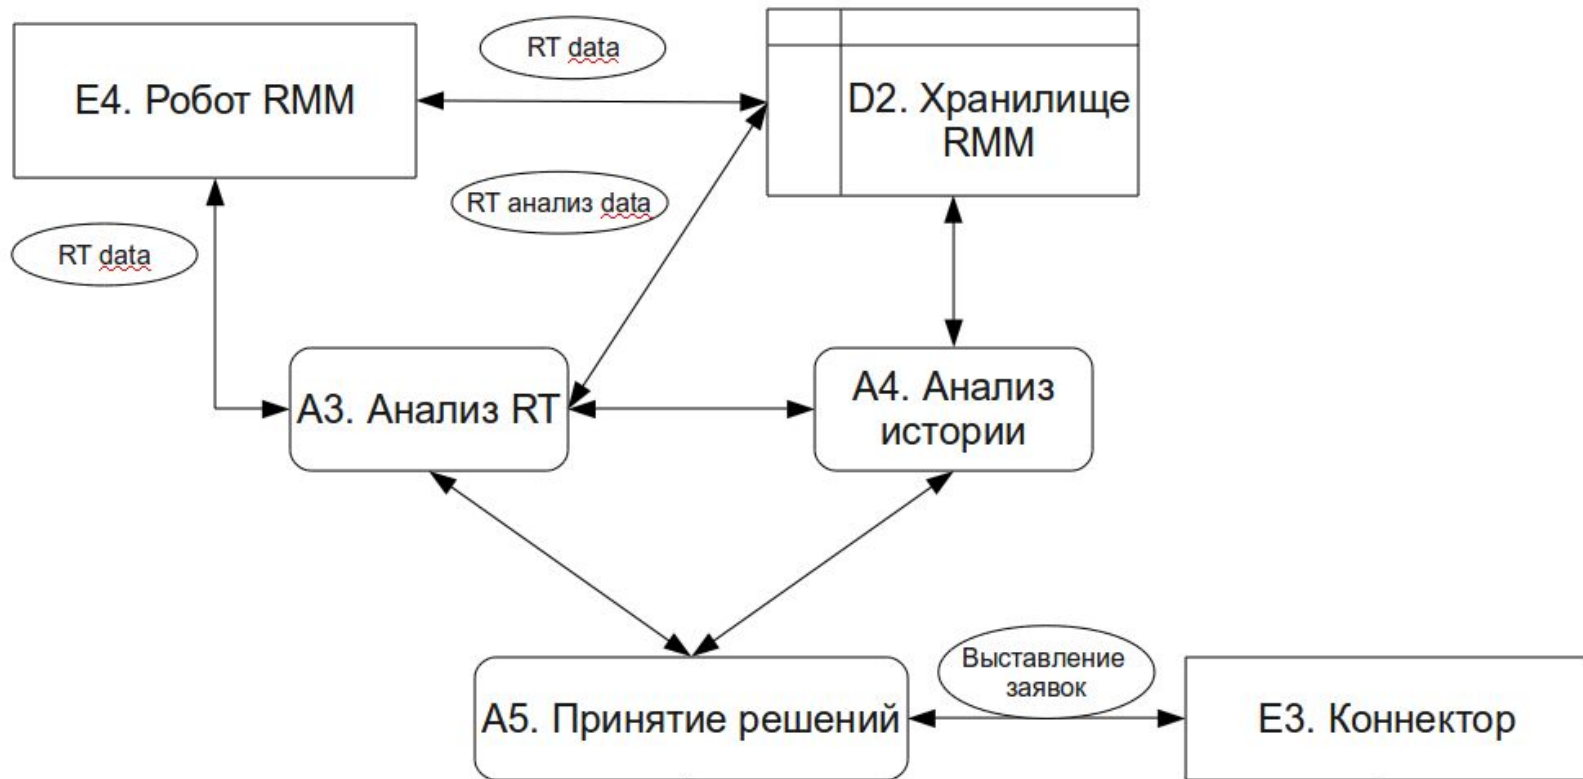 RT data
E4. Робот RMM
D2. Хранилище
RMM
RT анализ data
RT data
A3. Анализ RT
A4. Анализ
истории
Выставление
заявок
A5. Принятие решений
E3. Коннектор